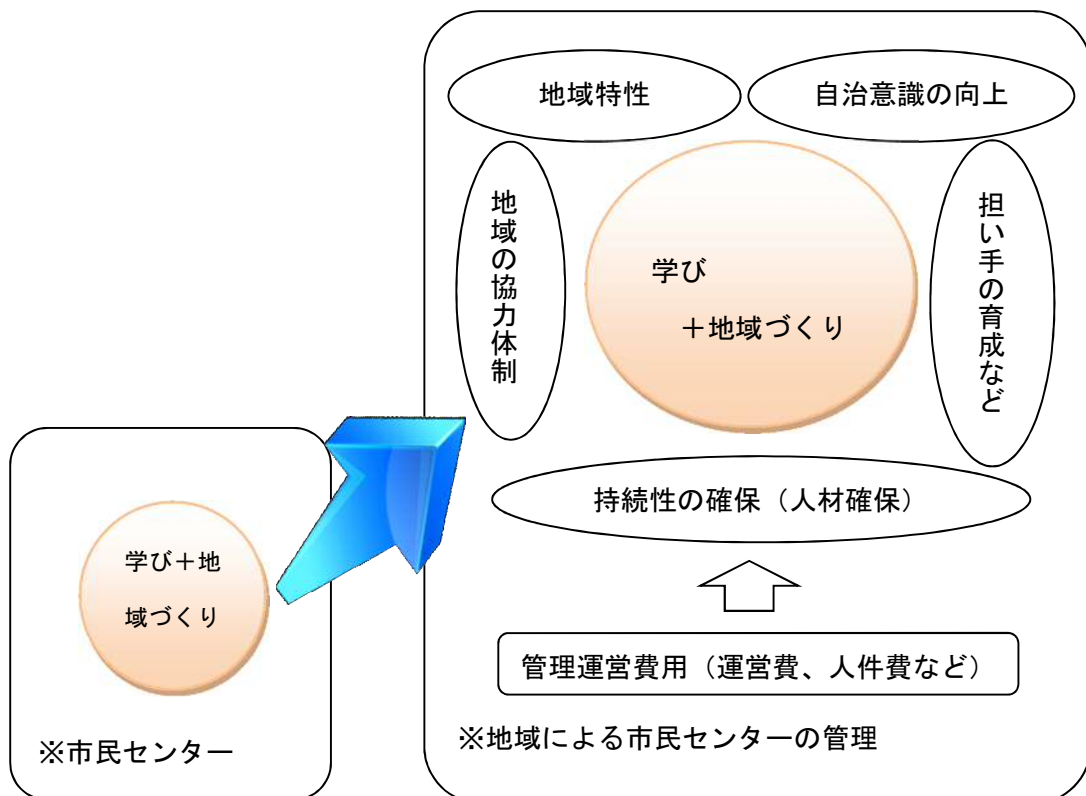 地域特性
自治意識の向上
地域の協力体制
学び
＋地域づくり
担い手の育成など
持続性の確保（人材確保）
管理運営費用（運営費、人件費など）
※地域による市民センターの管理
学び＋地
域づくり
※市民センター